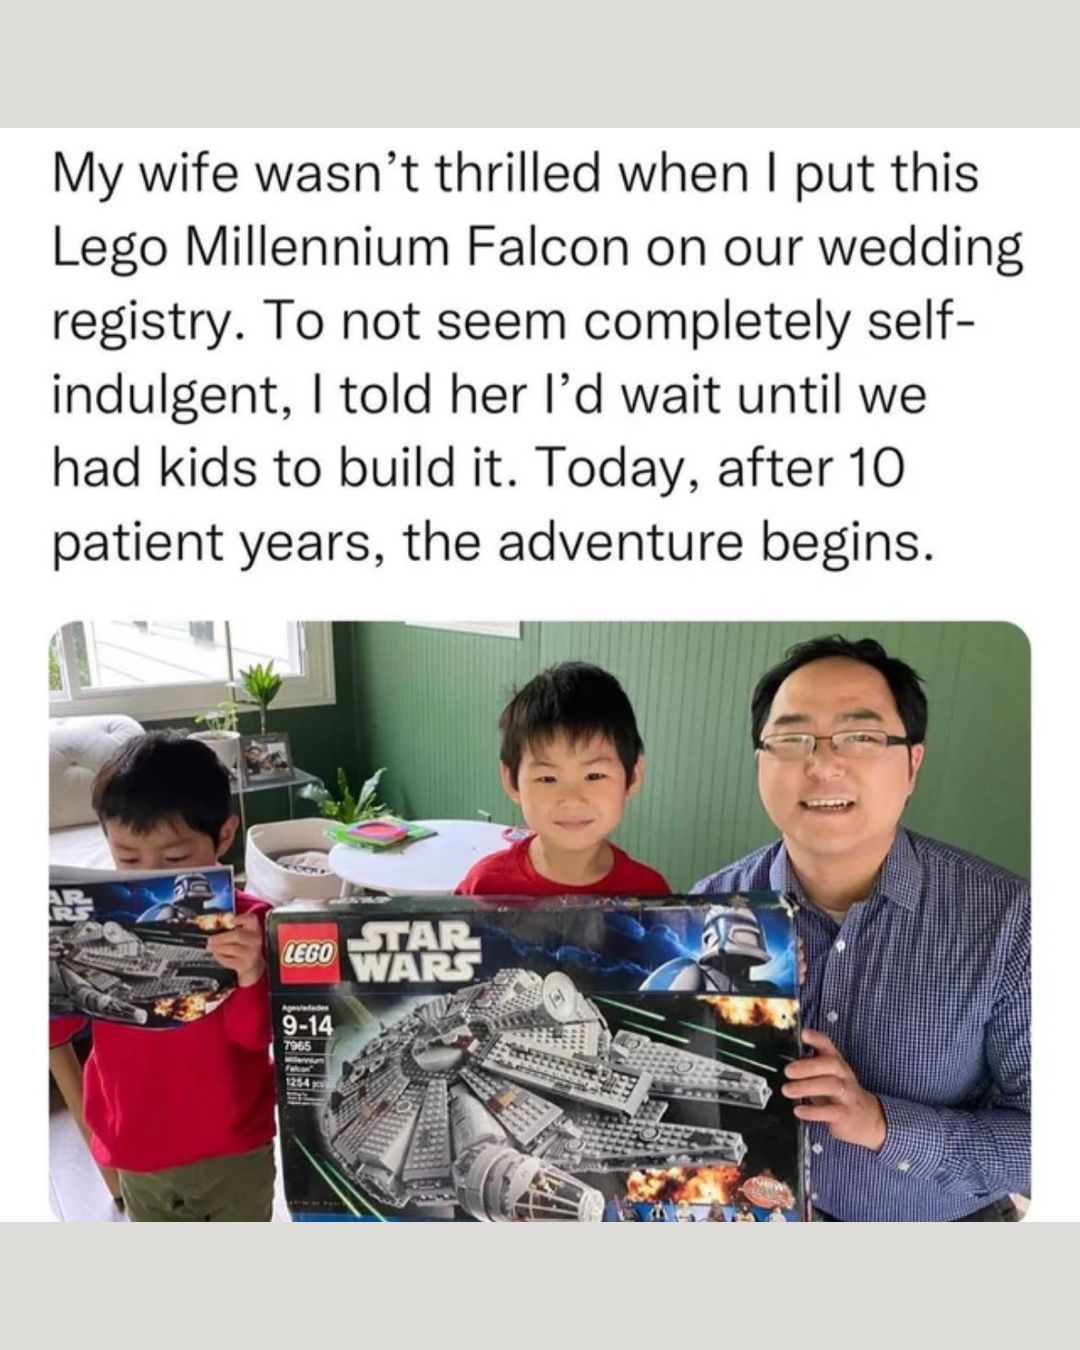 My wife wasn't thrilled when I put this
Lego Millennium Falcon on our wedding
registry. To not seem completely self-
indulgent, I told her I'd wait until we
had kids to build it. Today, after 10
patient years, the adventure begins.
AR
RS
LEGO
STAR
WARS
9-14
7965
Millennium
Falcon
1254 pcs